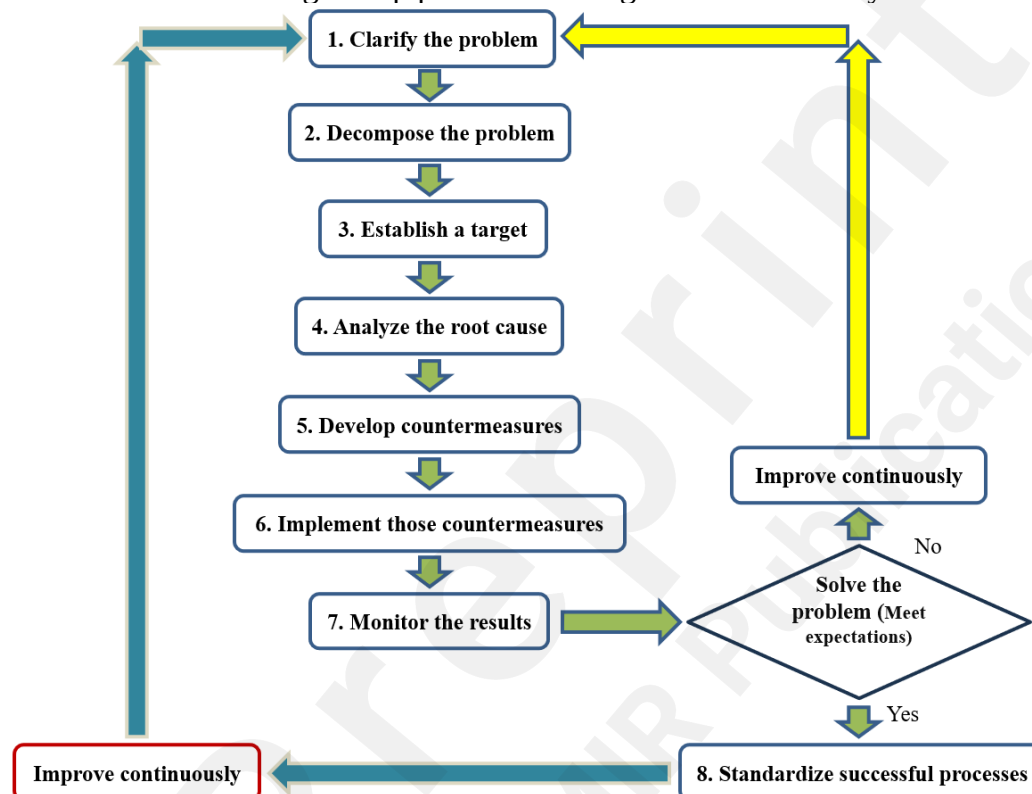 1. Clarify the problem
2. Decompose the problem
3. Establish a target
4. Analyze the root cause
5. Develop countermeasures
6. Implement those countermeasures
7. Monitor the results
Improve continuously
No
Solve the
problem (Meet
expectations)
Yes
8. Standardize successful processes
Improve continuously